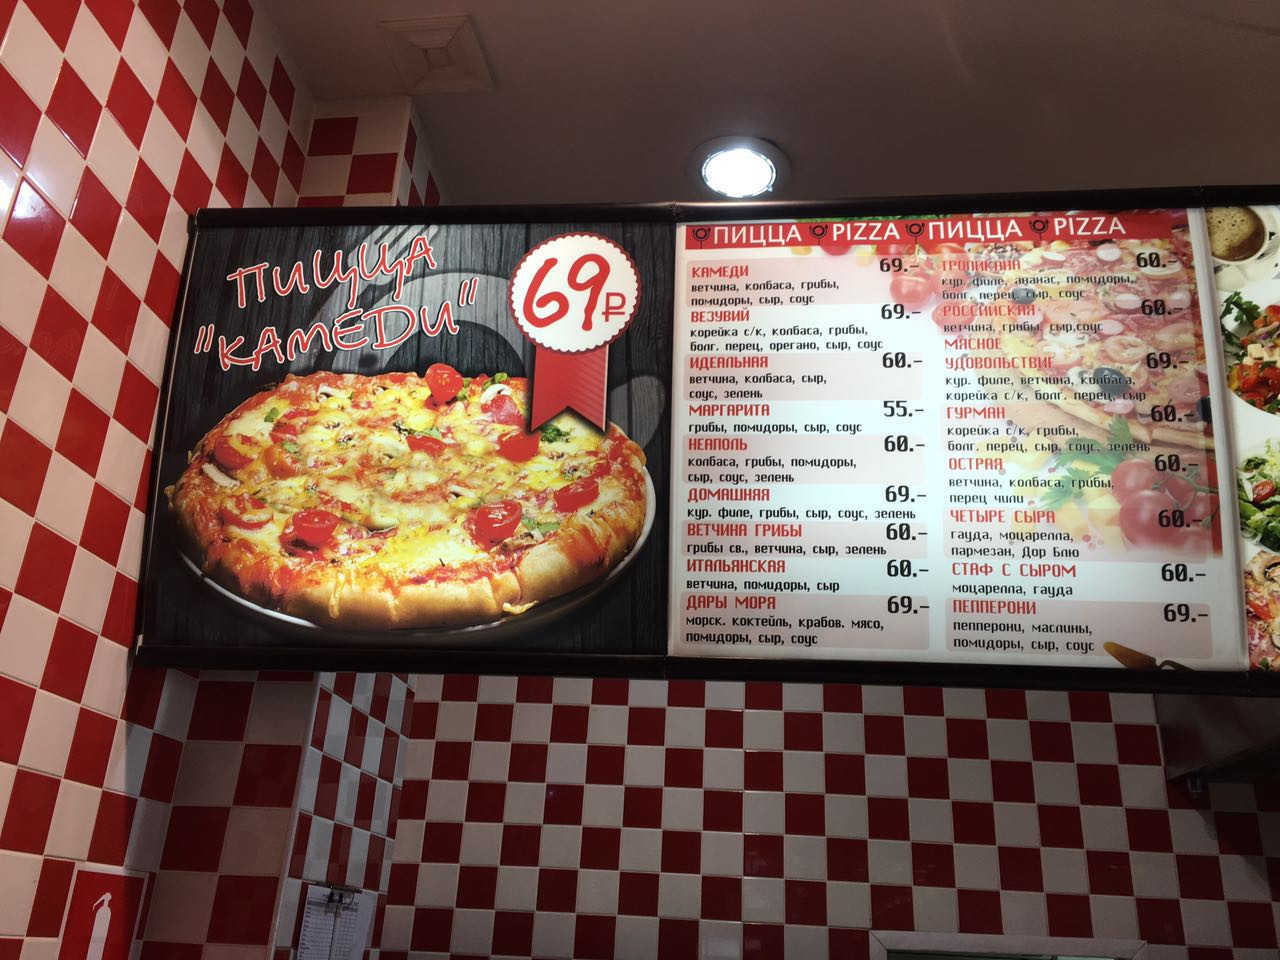 ПИЦЦА
"КАМЕДИ"
69₽
ПИЦЦА PIZZA ПИЦЦА PIZZA
КАМЕДИ 69.-
ветчина, колбаса, грибы,
помидоры, сыр, соус
ВЕЗУВИЙ 69.-
корейка с/к, колбаса, грибы,
болг. перец, орегано, сыр, соус
ИДЕАЛЬНАЯ 60.-
ветчина, колбаса, сыр,
соус, зелень
МАРГАРИТА 55.-
грибы, помидоры, сыр, соус
НЕАПОЛЬ 60.-
колбаса, грибы, помидоры,
сыр, соус, зелень
ДОМАШНЯЯ 69.-
кур. филе, грибы, сыр, соус, зелень
ВЕТЧИНА ГРИБЫ 60.-
грибы св., ветчина, сыр, зелень
ИТАЛЬЯНСКАЯ 60.-
ветчина, помидоры, сыр
ДАРЫ МОРЯ 69.-
морск. коктейль, крабов. мясо,
помидоры, сыр, соус
ТРОПИКАНА 60.-
кур. филе, ананас, помидоры,
болг. перец, сыр, соус
РОССИЙСКАЯ 60.-
ветчина, грибы, сыр,соус
МЯСНОЕ
УДОВОЛЬСТВИЕ 69.-
кур. филе, ветчина, колбаса,
корейка с/к, болг. перец, сыр
ГУРМАН 60.-
корейка с/к, грибы,
болг. перец, сыр, соус, зелень
ОСТРАЯ 60.-
ветчина, колбаса, грибы,
перец чили
ЧЕТЫРЕ СЫРА 60.-
гауда, моцарелла,
пармезан, Дор Блю
СТАФ С СЫРОМ 60.-
моцарелла, гауда
ПЕППЕРОНИ 69.-
пепперони, маслины,
помидоры, сыр, соус